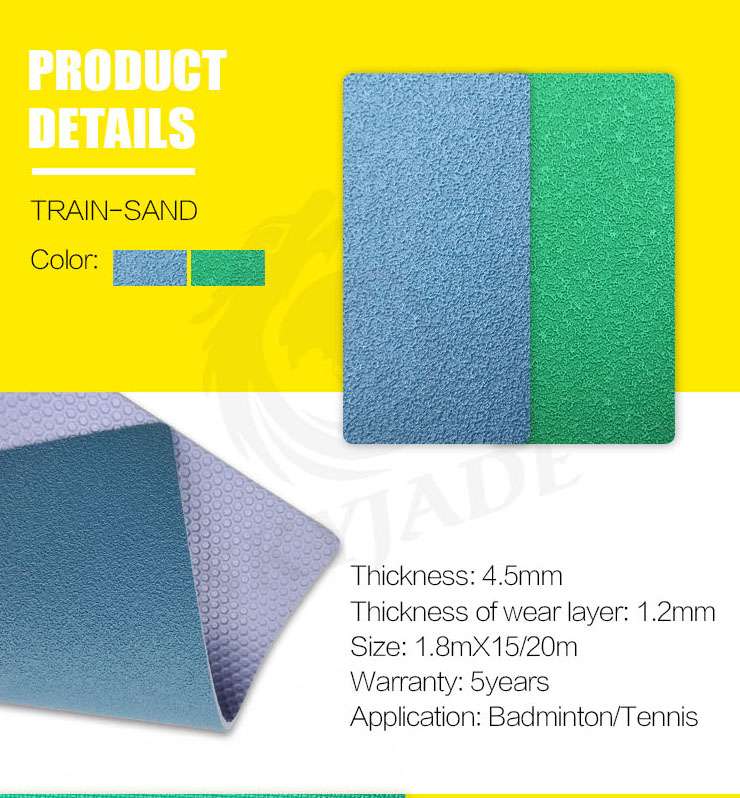 PRODUCT
DETAILS
TRAIN-SAND
Color:
JADE
Thickness: 4.5mm
Thickness of wear layer: 1.2mm
Size: 1.8mX15/20m
Warranty: 5years
Application: Badminton/Tennis